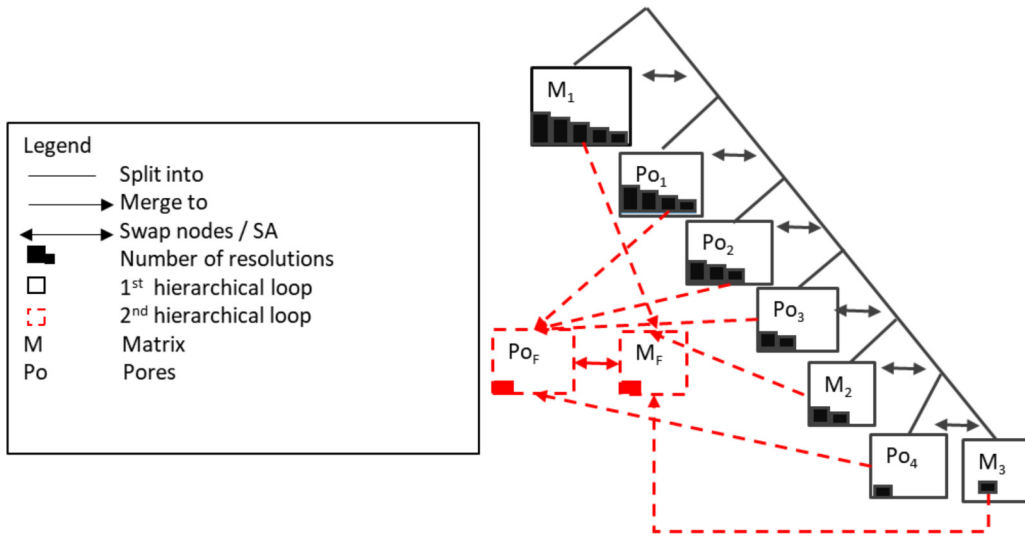 Legend
Split into
Merge to
Swap nodes / SA
Number of resolutions
1st hierarchical loop
2nd hierarchical loop
M Matrix
Po Pores
M1
Po1
Po2
Po3
PoF
MF
M2
Po4
M3